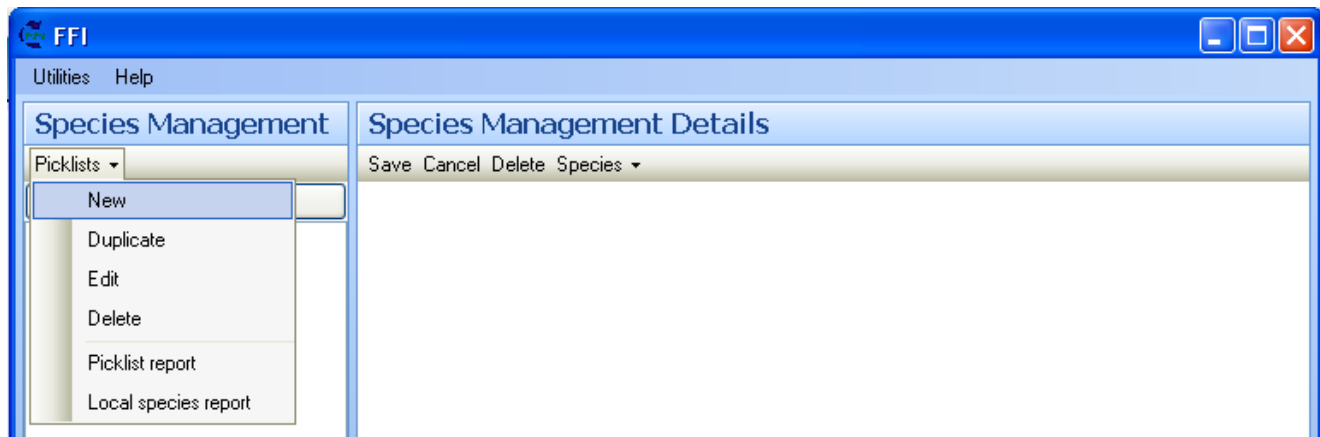 FFI
Utilities Help
Species Management
Species Management Details
Picklists
Save Cancel Delete Species
New
Duplicate
Edit
Delete
Picklist report
Local species report